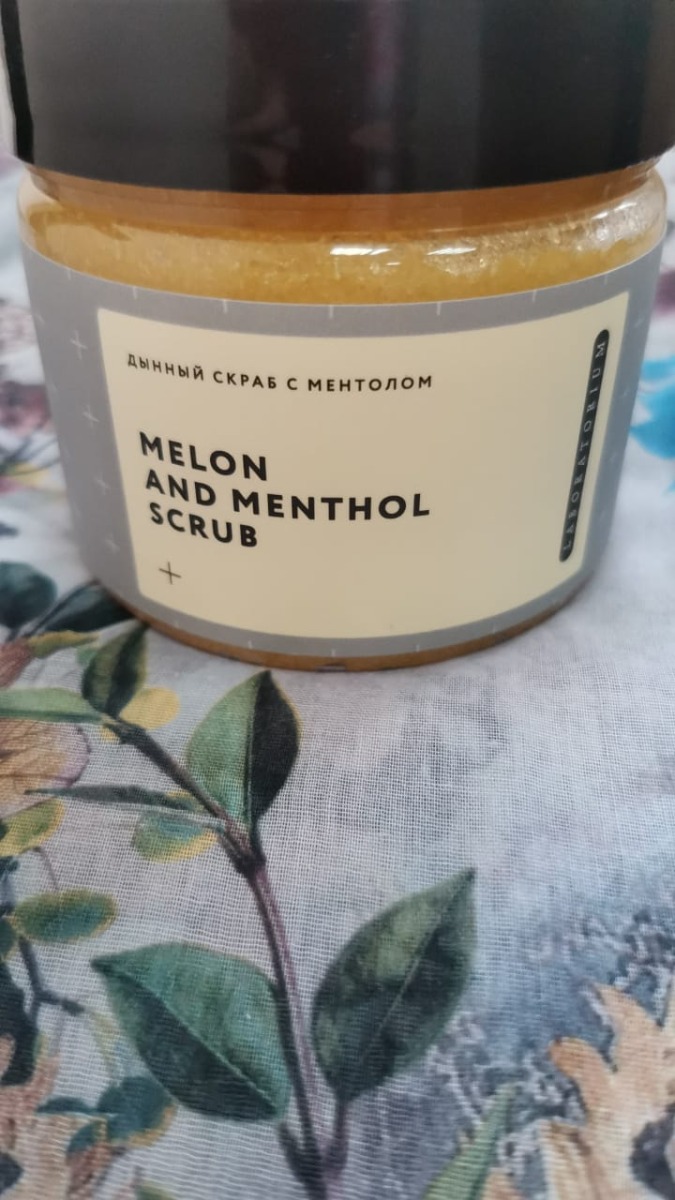 ДЫННЫЙ СКРАБ С МЕНТОЛОМ
MELON
AND MENTHOL
SCRUB
LABORATORIUM